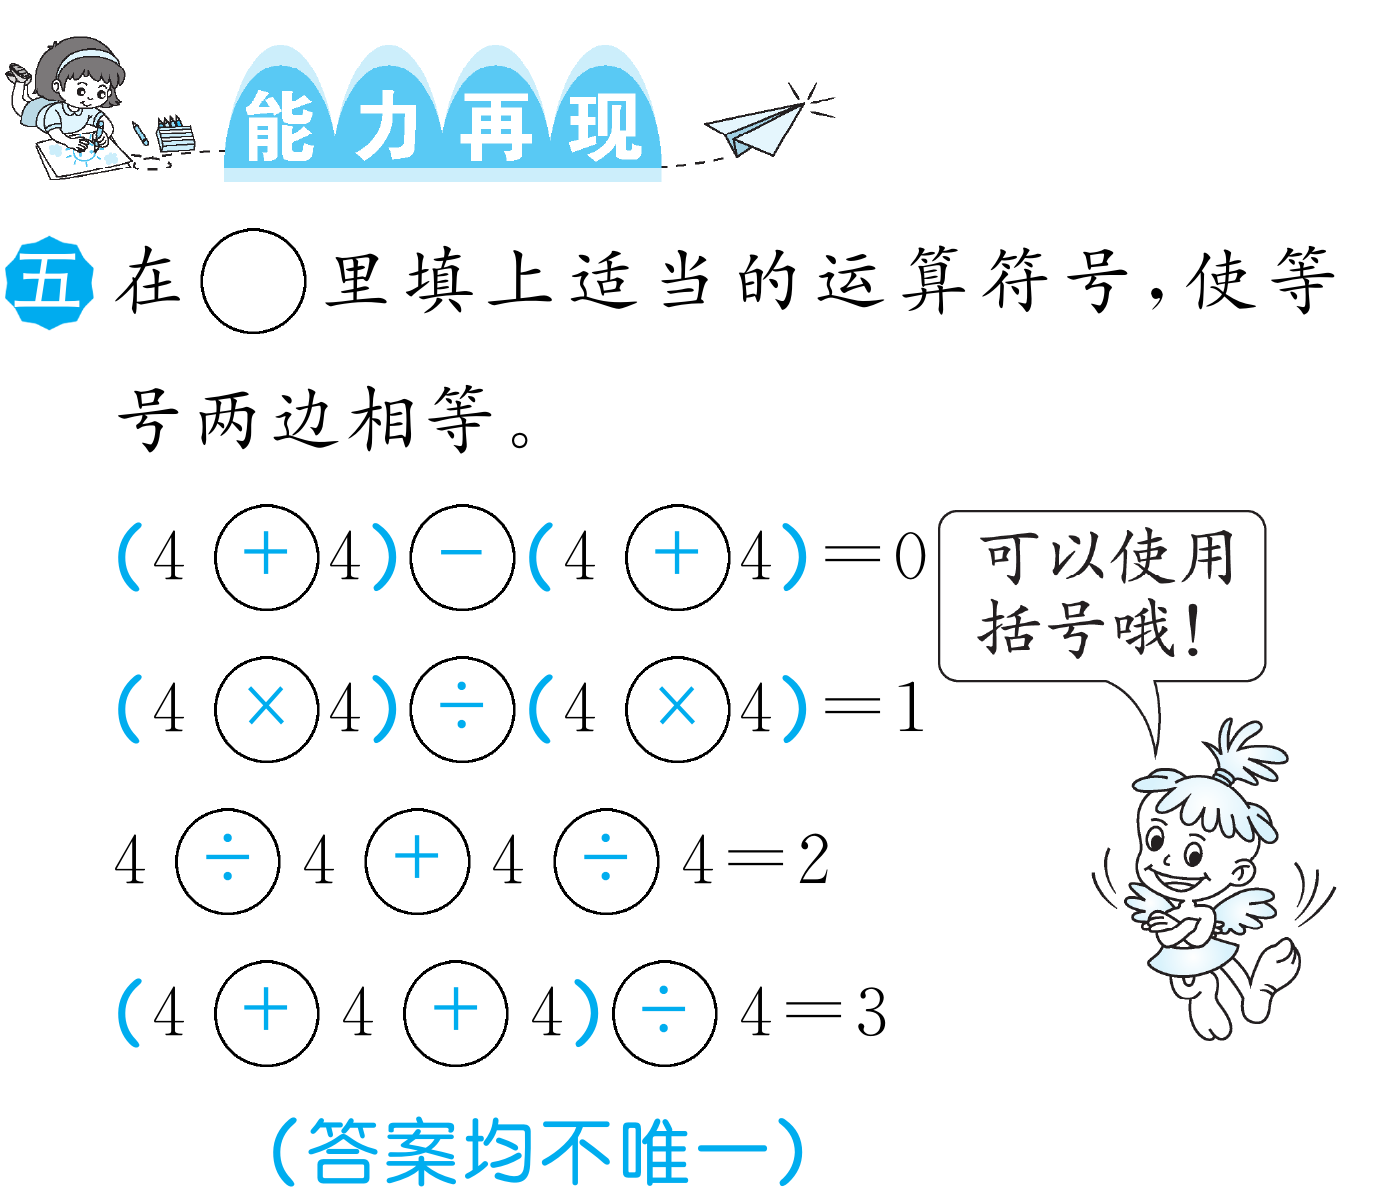 能力再现
五 在○里填上适当的运算符号，使等
号两边相等。
(4⊕4)⊖(4⊕4)=0
可以使用
括号哦！
(4⊗4)⨸(4⊗4)=1
4⨸4⊕4⨸4=2
(4⊕4⊕4)⨸4=3
(答案均不唯一)